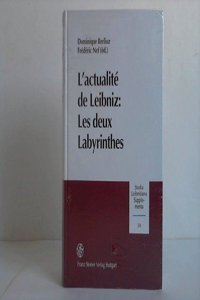 Dominique Berlioz
Frédéric Nef (éd.)
L'actualité
de Leibniz:
Les deux
Labyrinthes
Studia
Leibnitiana
Supple-
menta
34
Franz Steiner Verlag Stuttgart